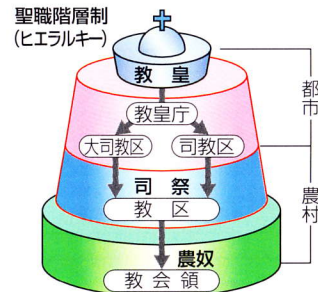 聖職階層制
(ヒエラルキー)
教皇
教皇庁
大司教区
司教区
司祭
教区
農奴
教会領
都市
農村